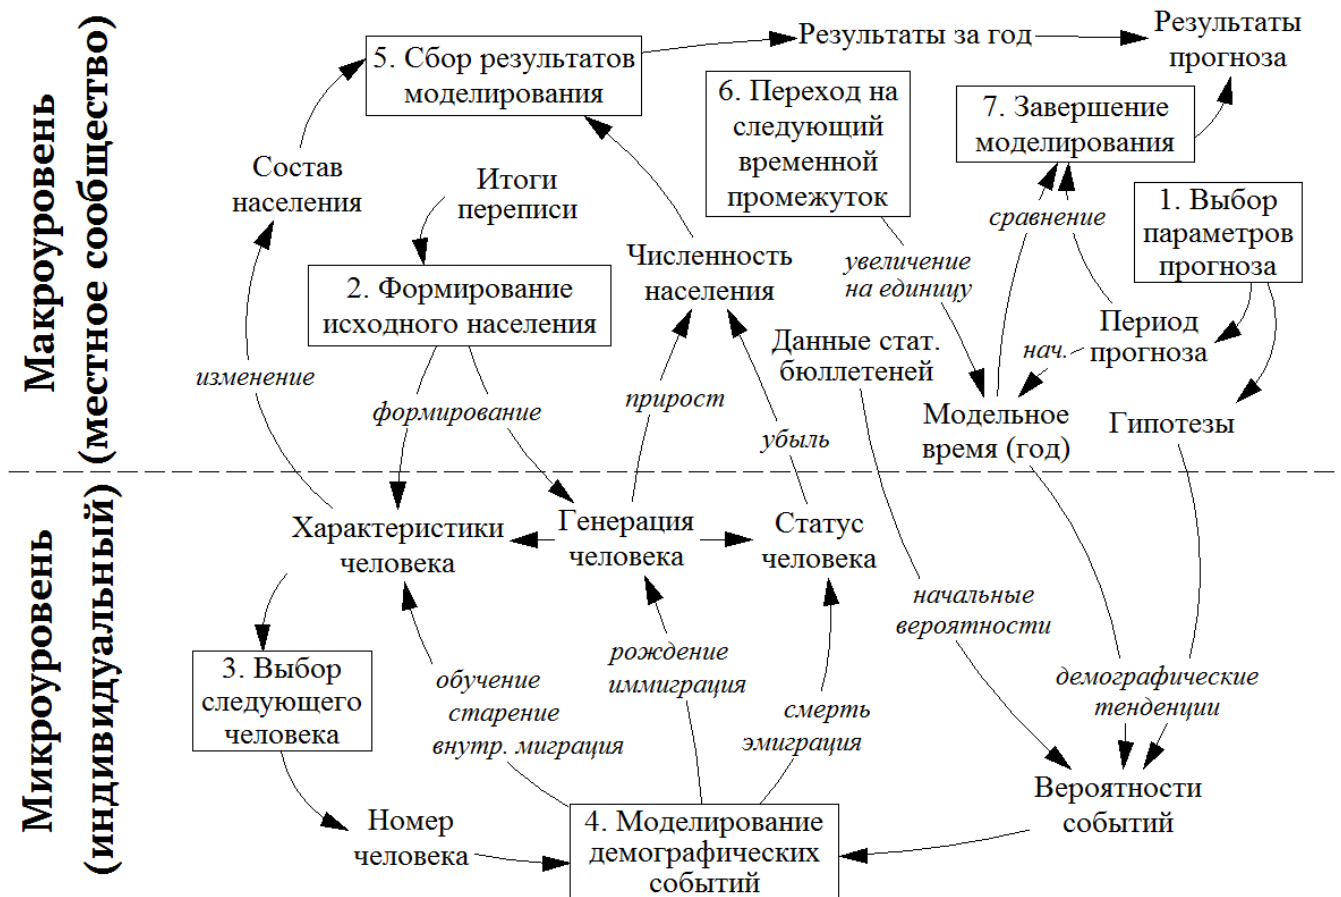 Макроуровень
(местное сообщество)
5. Сбор результатов
моделирования
Результаты за год
Результаты
прогноза
6. Переход на
следующий
временной
промежуток
7. Завершение
моделирования
Состав
населения
Итоги
переписи
сравнение
1. Выбор
параметров
прогноза
Численность
населения
увеличение
на единицу
2. Формирование
исходного населения
Данные стат.
бюллетеней
нач.
Период
прогноза
изменение
формирование
прирост
убыль
Модельное
время (год)
Гипотезы
Микроуровень
(индивидуальный)
Характеристики
человека
Генерация
человека
Статус
человека
начальные
вероятности
3. Выбор
следующего
человека
обучение
старение
внутр. миграция
рождение
иммиграция
смерть
эмиграция
демографические
тенденции
Вероятности
событий
Номер
человека
4. Моделирование
демографических
событий